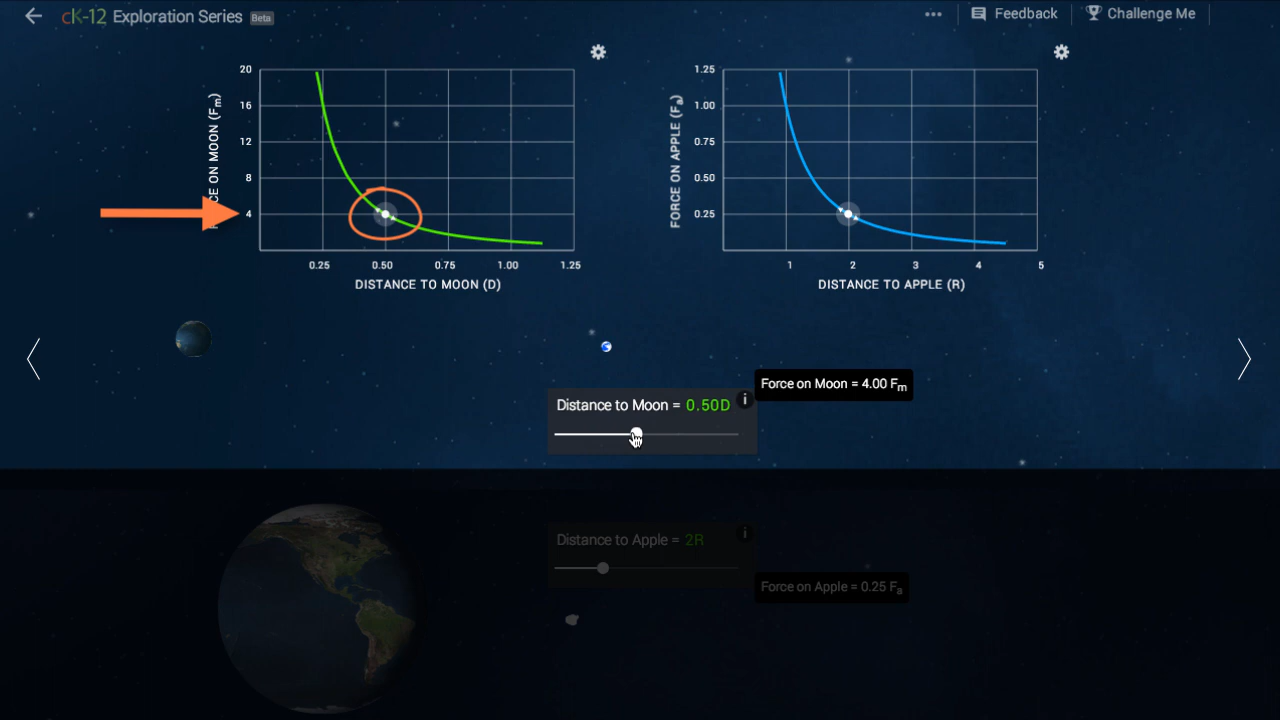 cK-12 Exploration Series Beta
••• Feedback Challenge Me
FORCE ON MOON (Fm)
20
16
12
8
4
0.25 0.50 0.75 1.00 1.25
DISTANCE TO MOON (D)
FORCE ON APPLE (Fa)
1.25
1.00
0.75
0.50
0.25
1 2 3 4 5
DISTANCE TO APPLE (R)
Force on Moon = 4.00 Fm
Distance to Moon = 0.50D i
Distance to Apple = 2R i
Force on Apple = 0.25 Fa